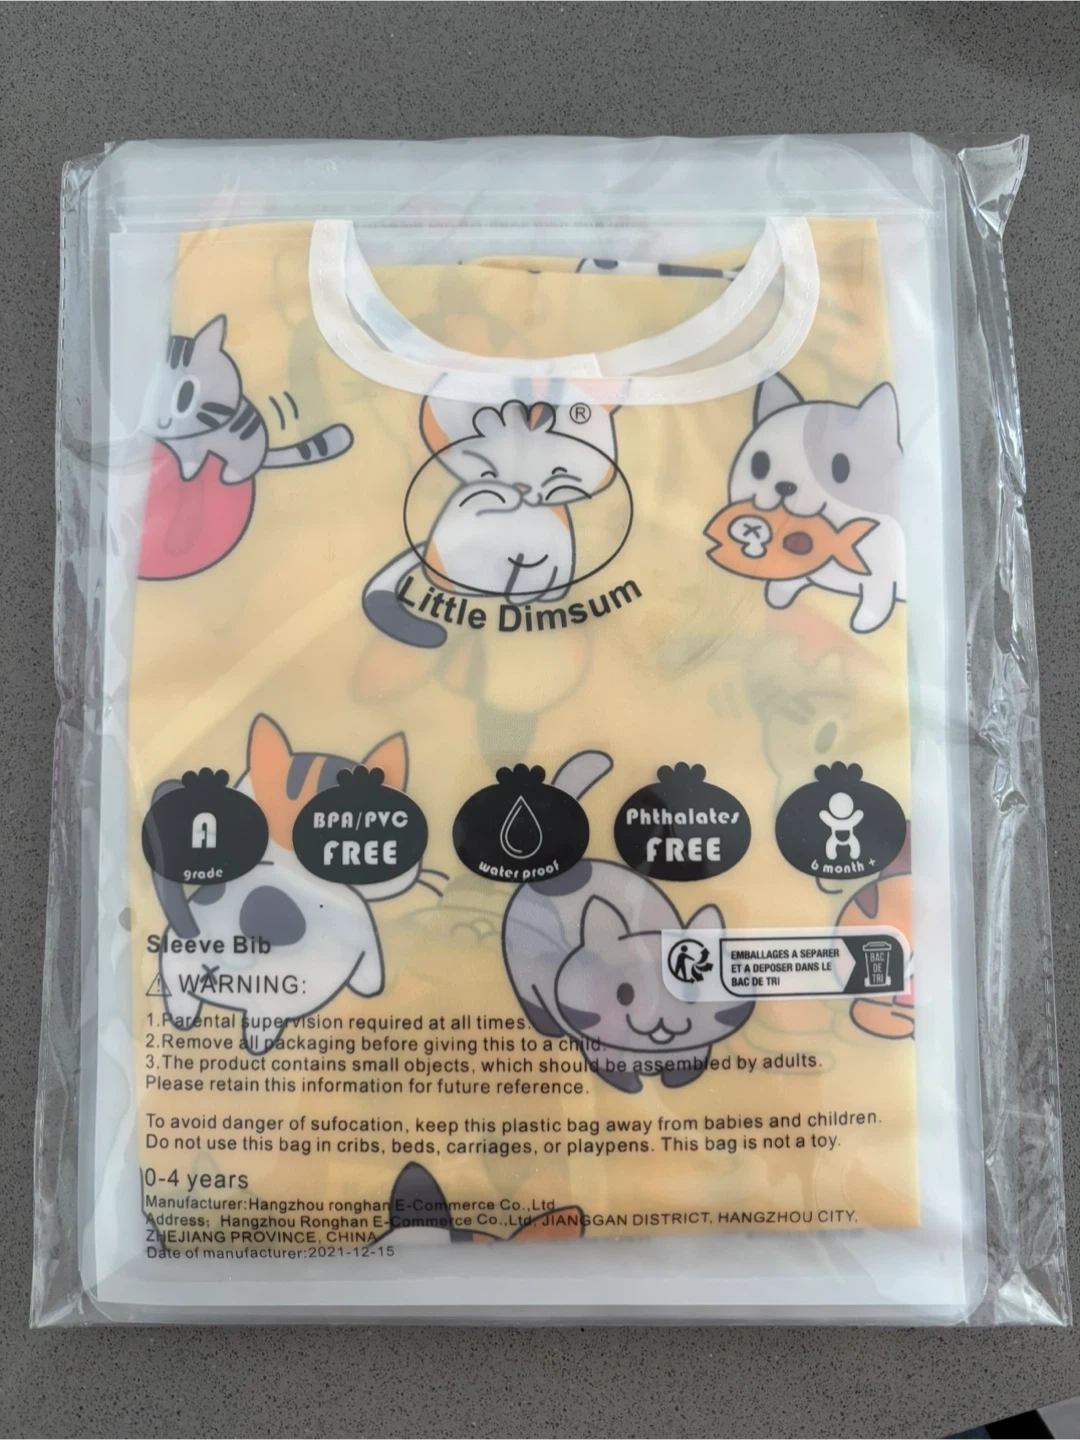 ®
Little Dimsum
A
grade
BPA/PVC
FREE
water proof
Phthalates
FREE
6 month +
Sleeve Bib
WARNING:
EMBALLAGES A SEPARER
ET A DEPOSER DANS LE
BAC DE TRI
BAC
DE
TRI
1.Parental supervision required at all times.
2.Remove all packaging before giving this to a child.
3.The product contains small objects, which should be assembled by adults.
Please retain this information for future reference.
To avoid danger of sufocation, keep this plastic bag away from babies and children.
Do not use this bag in cribs, beds, carriages, or playpens. This bag is not a toy.
0-4 years
Manufacturer:Hangzhou ronghan E-Commerce Co.,Ltd
Address: Hangzhou Ronghan E-Commerce Co.,Ltd, JIANGGAN DISTRICT, HANGZHOU CITY,
ZHEJIANG PROVINCE, CHINA
Date of manufacturer:2021-12-15